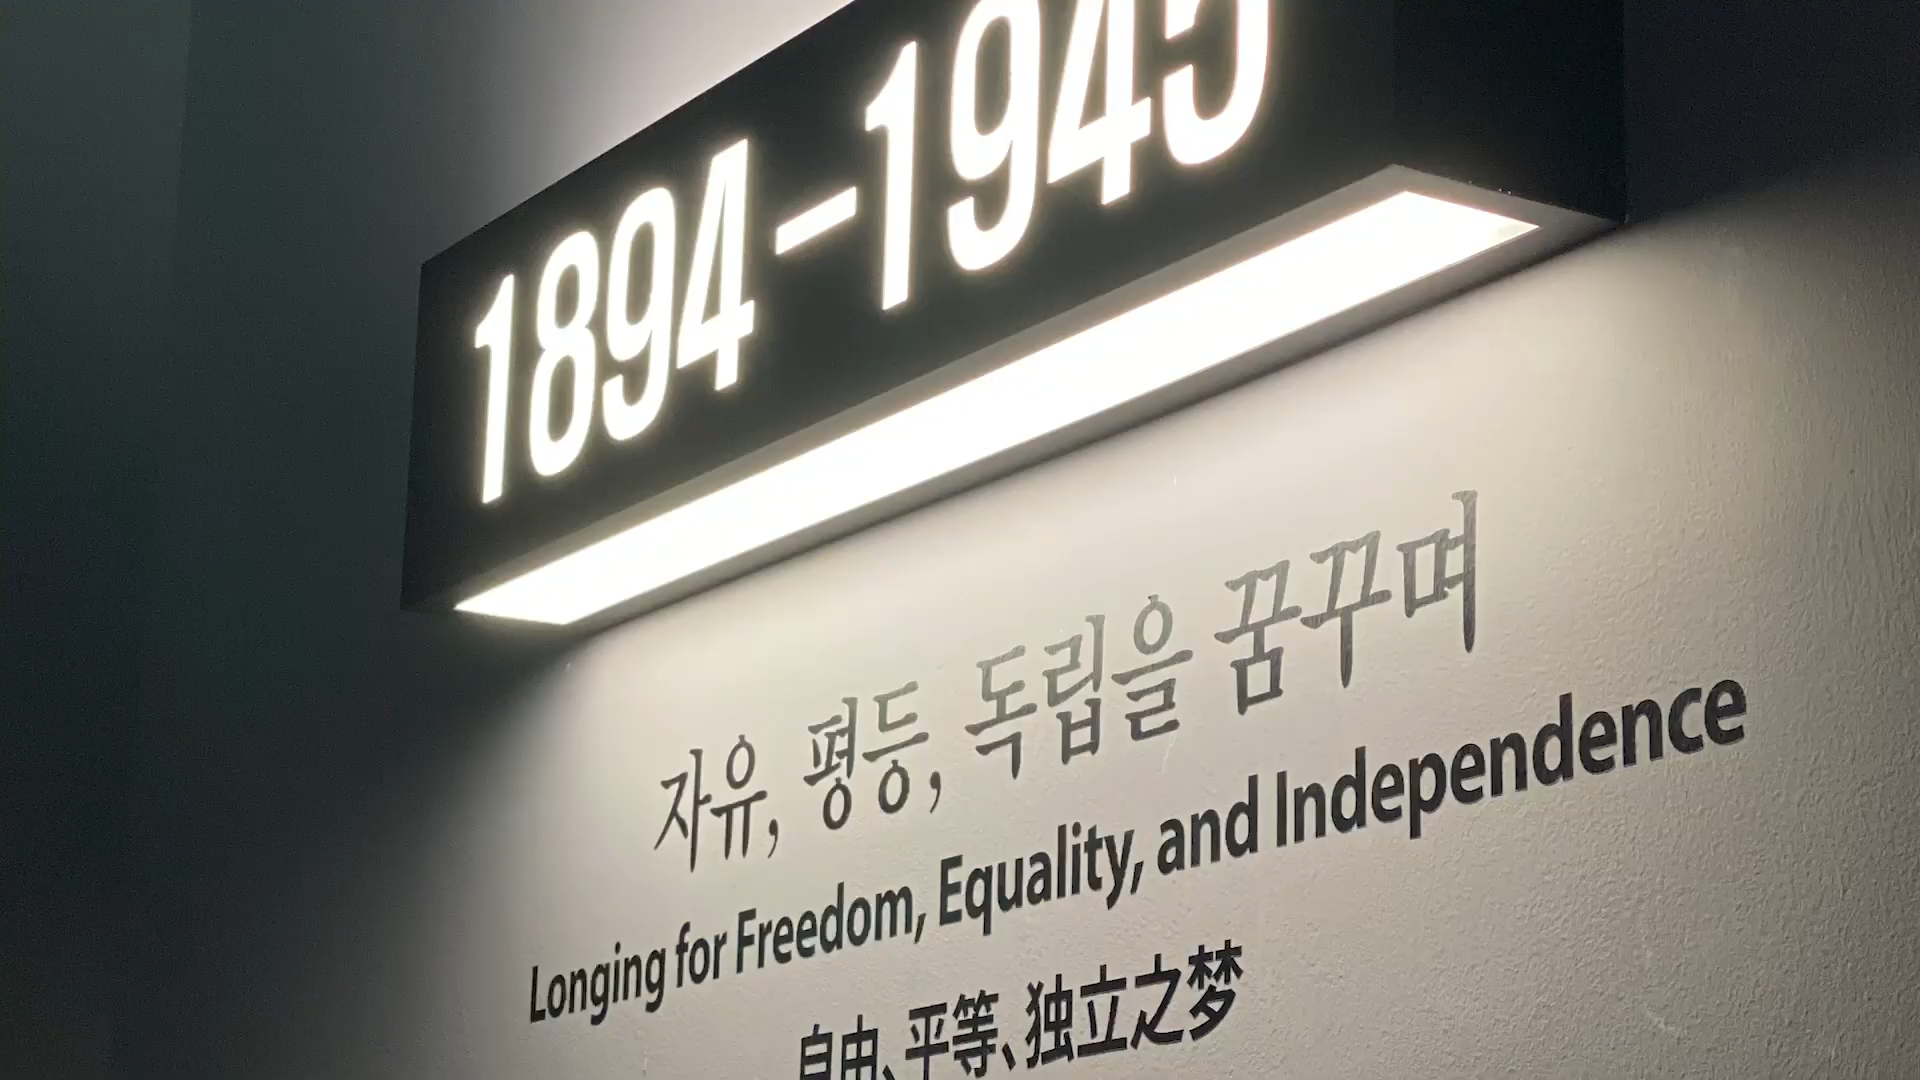 1894-1945
자유, 평등, 독립을 꿈꾸며
Longing for Freedom, Equality, and Independence
自由、平等、独立之梦